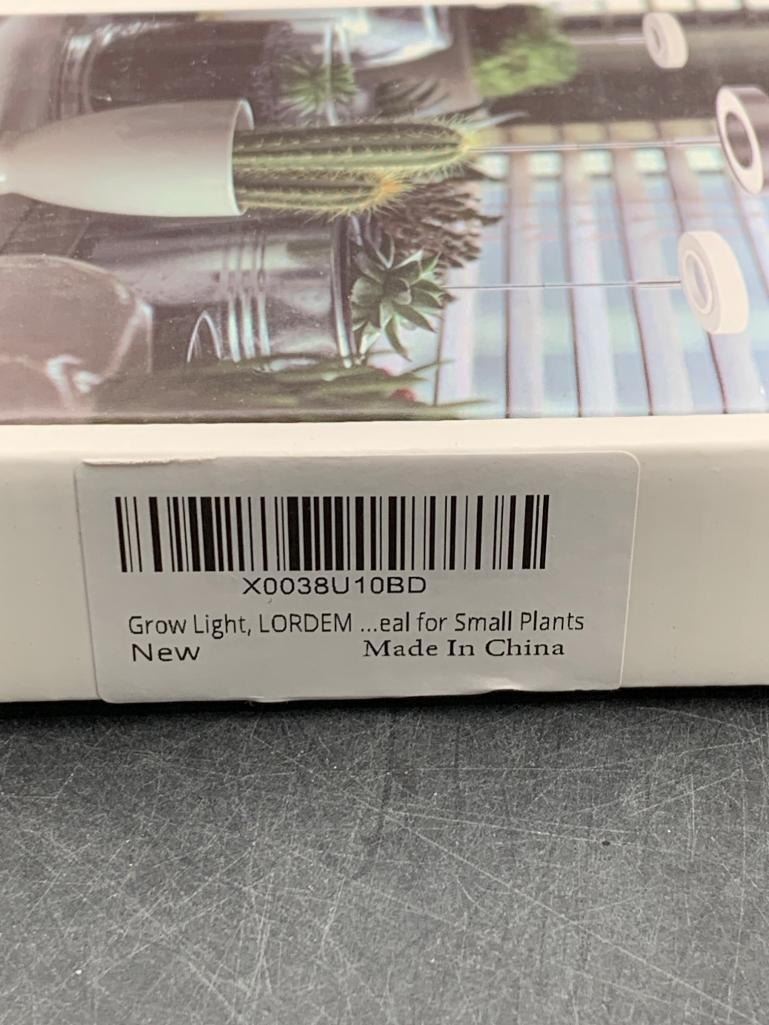 X0038U10BD
Grow Light, LORDEM ...eal for Small Plants
New Made In China